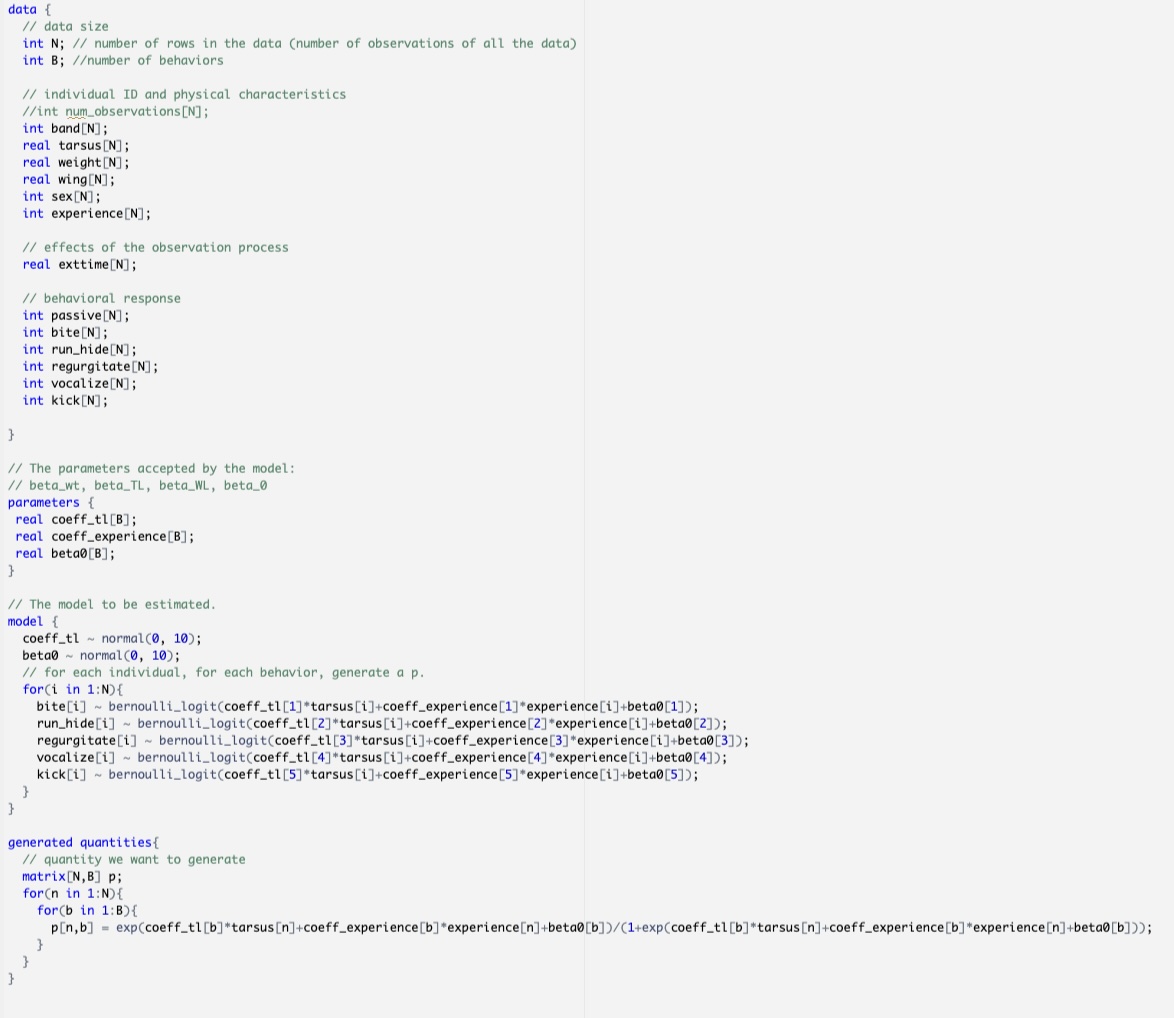 data {
  // data size
  int N; // number of rows in the data (number of observations of all the data)
  int B; //number of behaviors

  // individual ID and physical characteristics
  //int num_observations[N];
  int band[N];
  real tarsus[N];
  real weight[N];
  real wing[N];
  int sex[N];
  int experience[N];

  // effects of the observation process
  real exttime[N];

  // behavioral response
  int passive[N];
  int bite[N];
  int run_hide[N];
  int regurgitate[N];
  int vocalize[N];
  int kick[N];

}

// The parameters accepted by the model:
// beta_wt, beta_TL, beta_WL, beta_0
parameters {
 real coeff_tl[B];
 real coeff_experience[B];
 real beta0[B];
}

// The model to be estimated.
model {
  coeff_tl ~ normal(0, 10);
  beta0 ~ normal(0, 10);
  // for each individual, for each behavior, generate a p.
  for(i in 1:N){
    bite[i] ~ bernoulli_logit(coeff_tl[1]*tarsus[i]+coeff_experience[1]*experience[i]+beta0[1]);
    run_hide[i] ~ bernoulli_logit(coeff_tl[2]*tarsus[i]+coeff_experience[2]*experience[i]+beta0[2]);
    regurgitate[i] ~ bernoulli_logit(coeff_tl[3]*tarsus[i]+coeff_experience[3]*experience[i]+beta0[3]);
    vocalize[i] ~ bernoulli_logit(coeff_tl[4]*tarsus[i]+coeff_experience[4]*experience[i]+beta0[4]);
    kick[i] ~ bernoulli_logit(coeff_tl[5]*tarsus[i]+coeff_experience[5]*experience[i]+beta0[5]);
  }
}

generated quantities{
  // quantity we want to generate
  matrix[N,B] p;
  for(n in 1:N){
    for(b in 1:B){
      p[n,b] = exp(coeff_tl[b]*tarsus[n]+coeff_experience[b]*experience[n]+beta0[b])/(1+exp(coeff_tl[b]*tarsus[n]+coeff_experience[b]*experience[n]+beta0[b]));
    }
  }
}